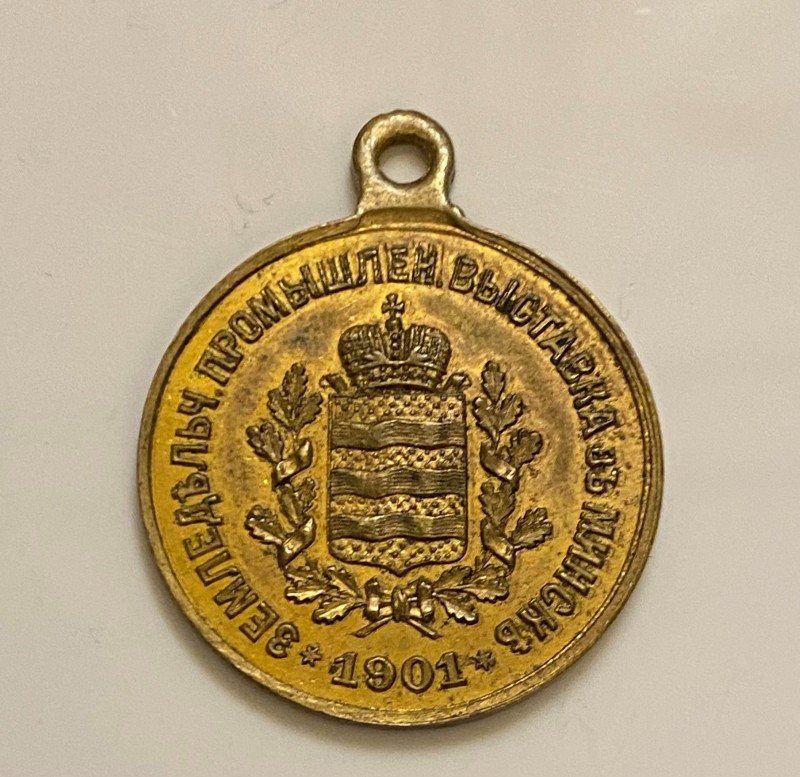 ЗЕМЛЕДѢЛЬЧ. ПРОМЫШЛЕН. ВЫСТАВКА ВЪ МИНСКѢ
* 1901 *